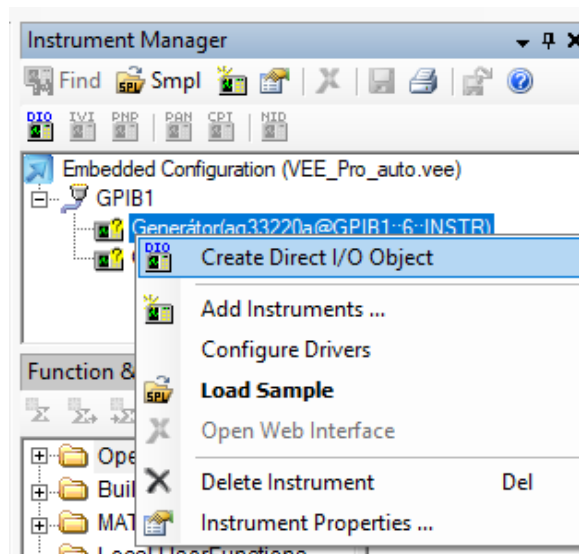 Instrument Manager
Find Smpl
DIO IVI PNP PAN CPI NID
Embedded Configuration (VEE_Pro_auto.vee)
GPIB1
Generátor(ag33220a@GPIB1::6::INSTR)
DIO Create Direct I/O Object
Add Instruments ...
Configure Drivers
Function &
SPL Load Sample
Open Web Interface
Ope
Buil
Delete Instrument Del
MAT
Instrument Properties ...
Local UserFunctions